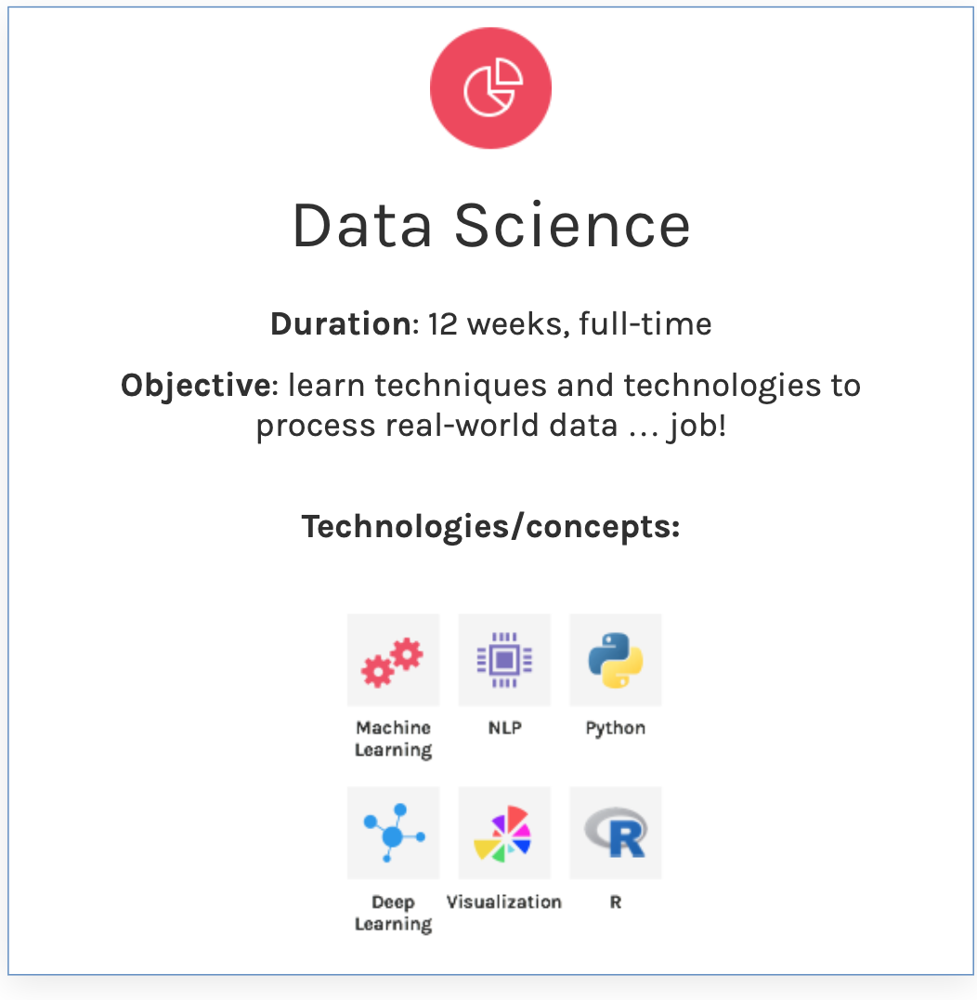 Data Science
Duration: 12 weeks, full-time
Objective: learn techniques and technologies to
process real-world data … job!
Technologies/concepts:
Machine
Learning
NLP
Python
Deep
Learning
Visualization
R